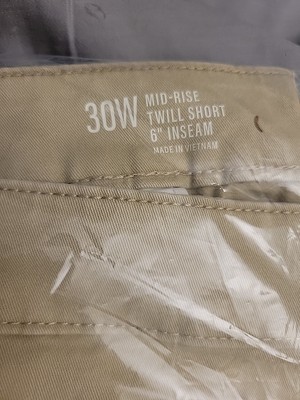 30W
MID-RISE
TWILL SHORT
6" INSEAM
MADE IN VIETNAM